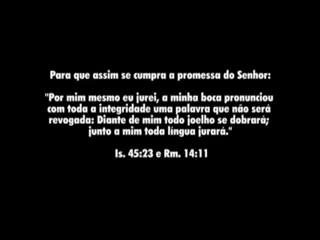 Para que assim se cumpra a promessa do Senhor:
"Por mim mesmo eu jurei, a minha boca pronunciou
com toda a integridade uma palavra que não será
revogada: Diante de mim todo joelho se dobrará;
junto a mim toda língua jurará."
Is. 45:23 e Rm. 14:11